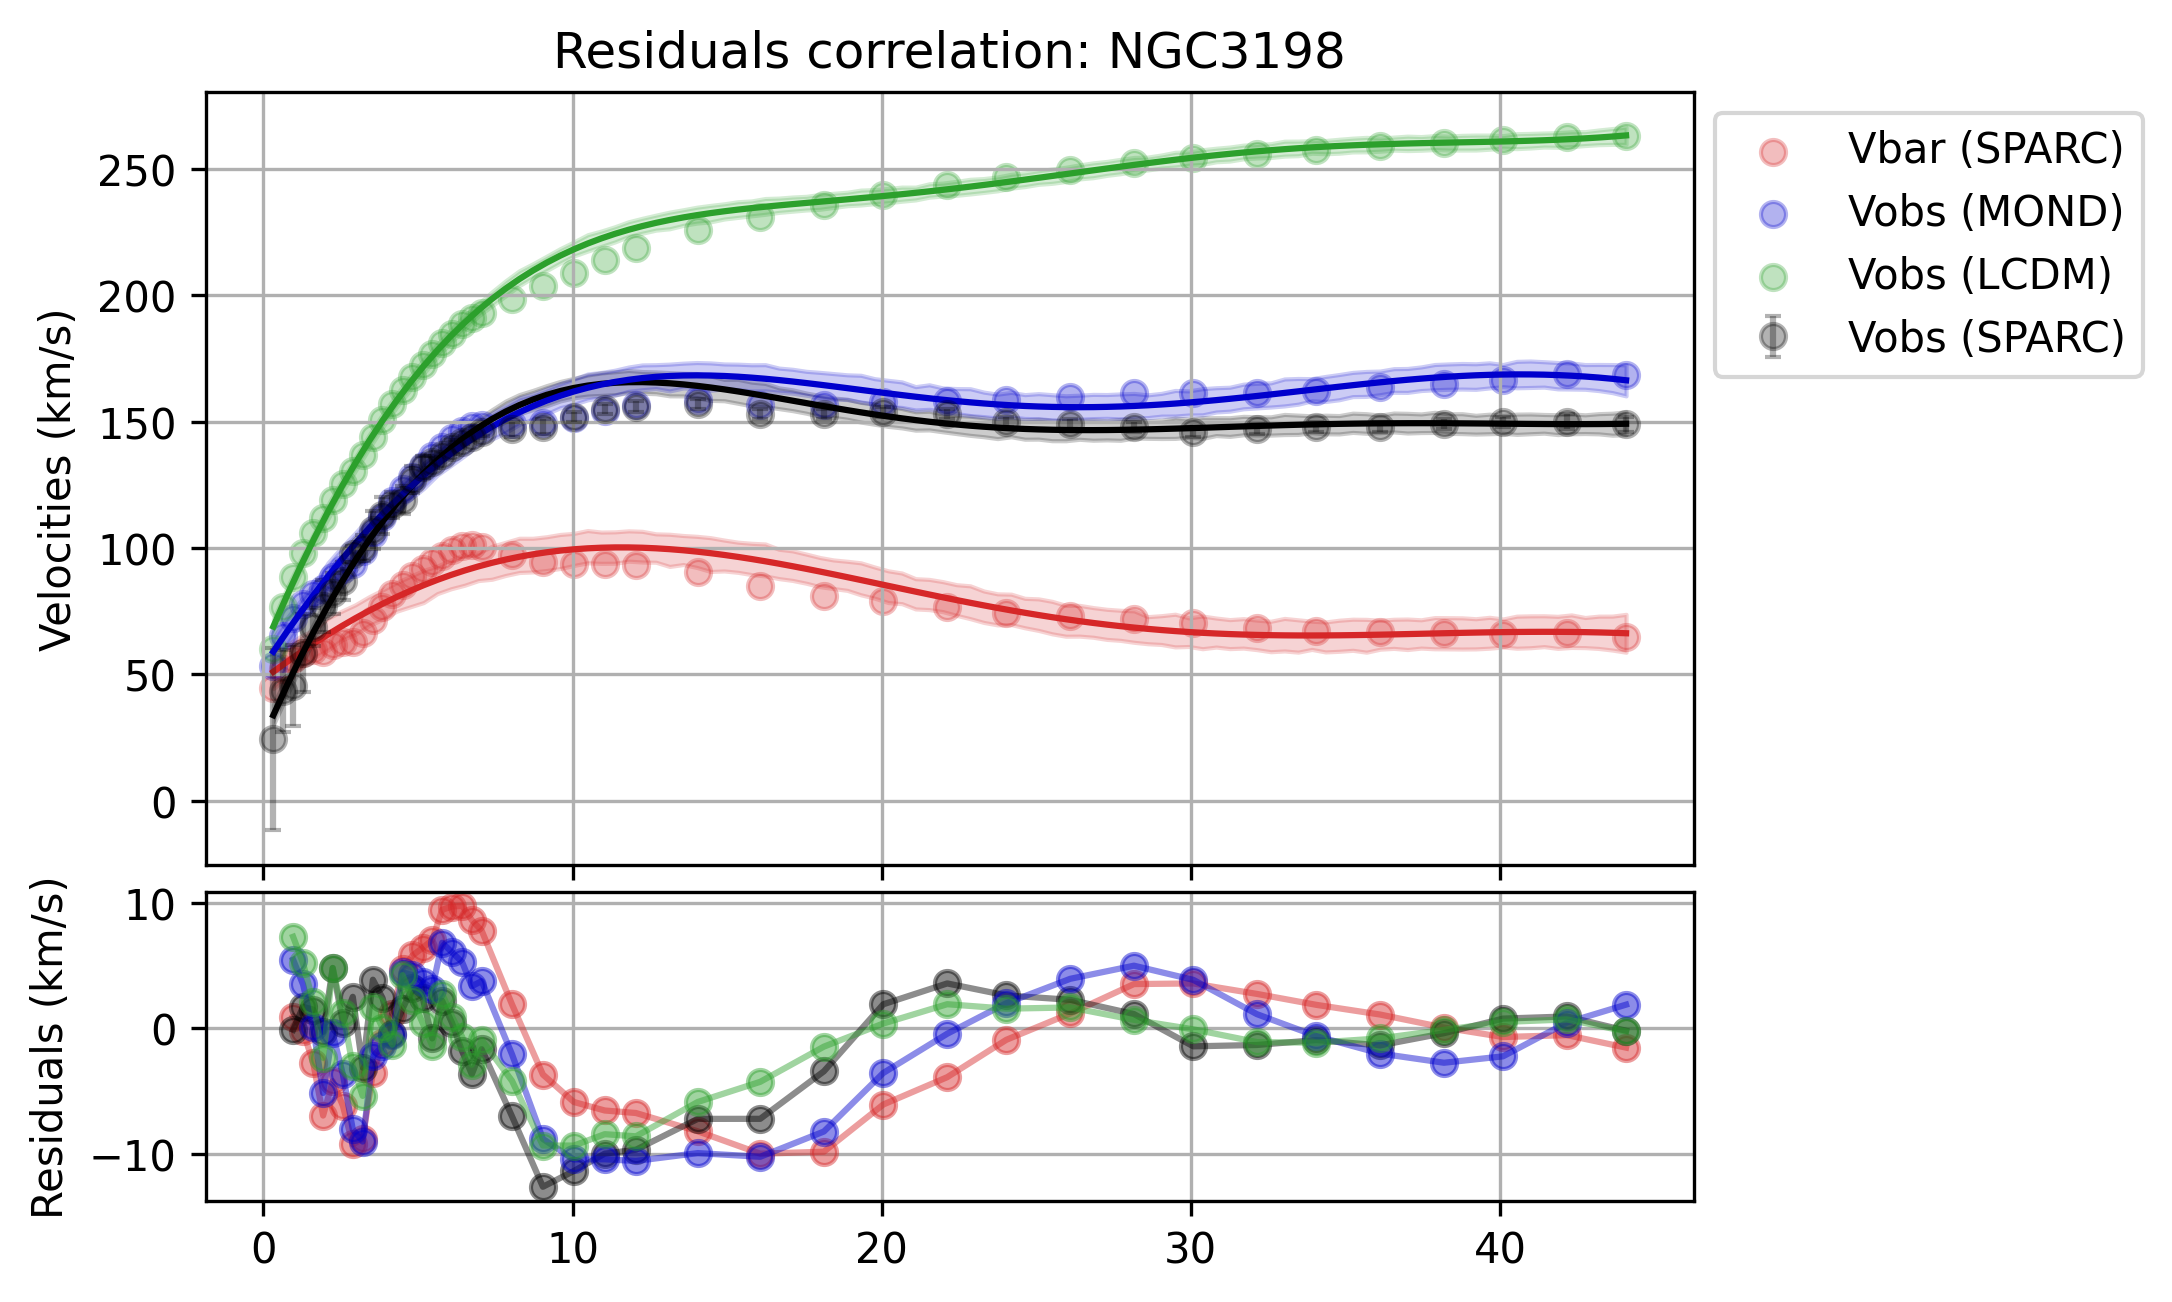 Residuals correlation: NGC3198
Velocities (km/s)
250
200
150
100
50
0
Vbar (SPARC)
Vobs (MOND)
Vobs (LCDM)
Vobs (SPARC)
Residuals (km/s)
10
0
−10
0 10 20 30 40